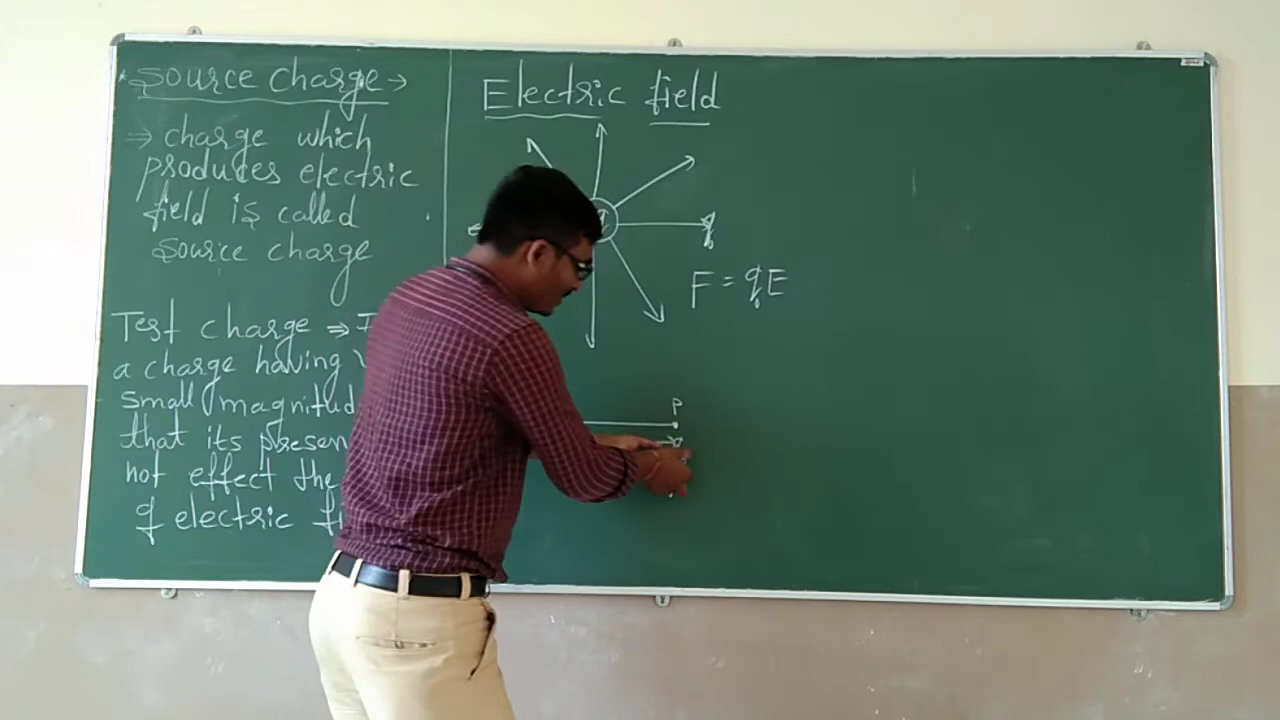 * Source charge →
→ charge which
produces electric
field is called
source charge
Test charge ⇒
a charge having
small magnitud
that its presen
not effect the
of electric
Electric field
q
q
F = qE
P